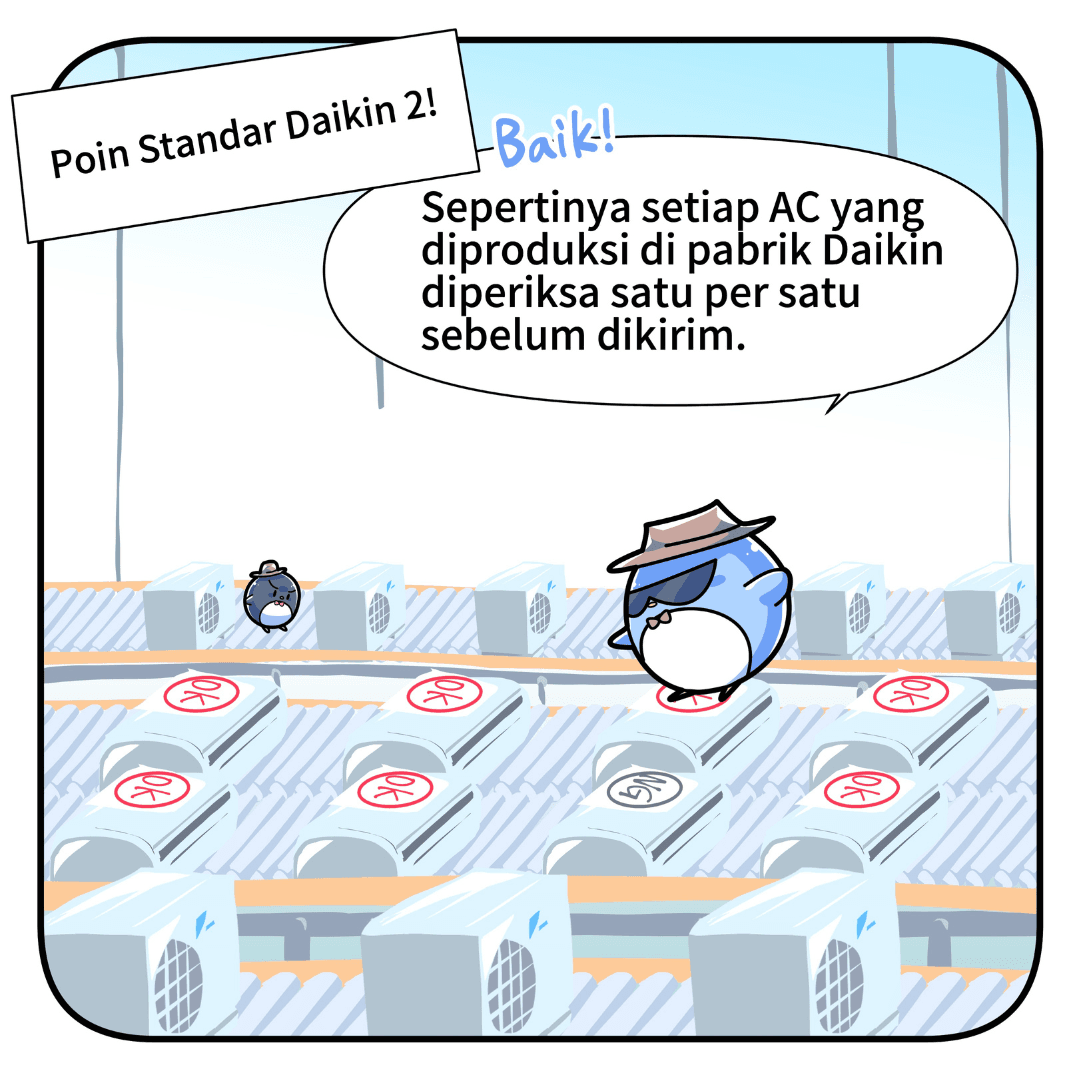 Poin Standar Daikin 2!
Baik!
Sepertinya setiap AC yang
diproduksi di pabrik Daikin
diperiksa satu per satu
sebelum dikirim.
OK
OK
OK
OK
OK
OK
NG
OK